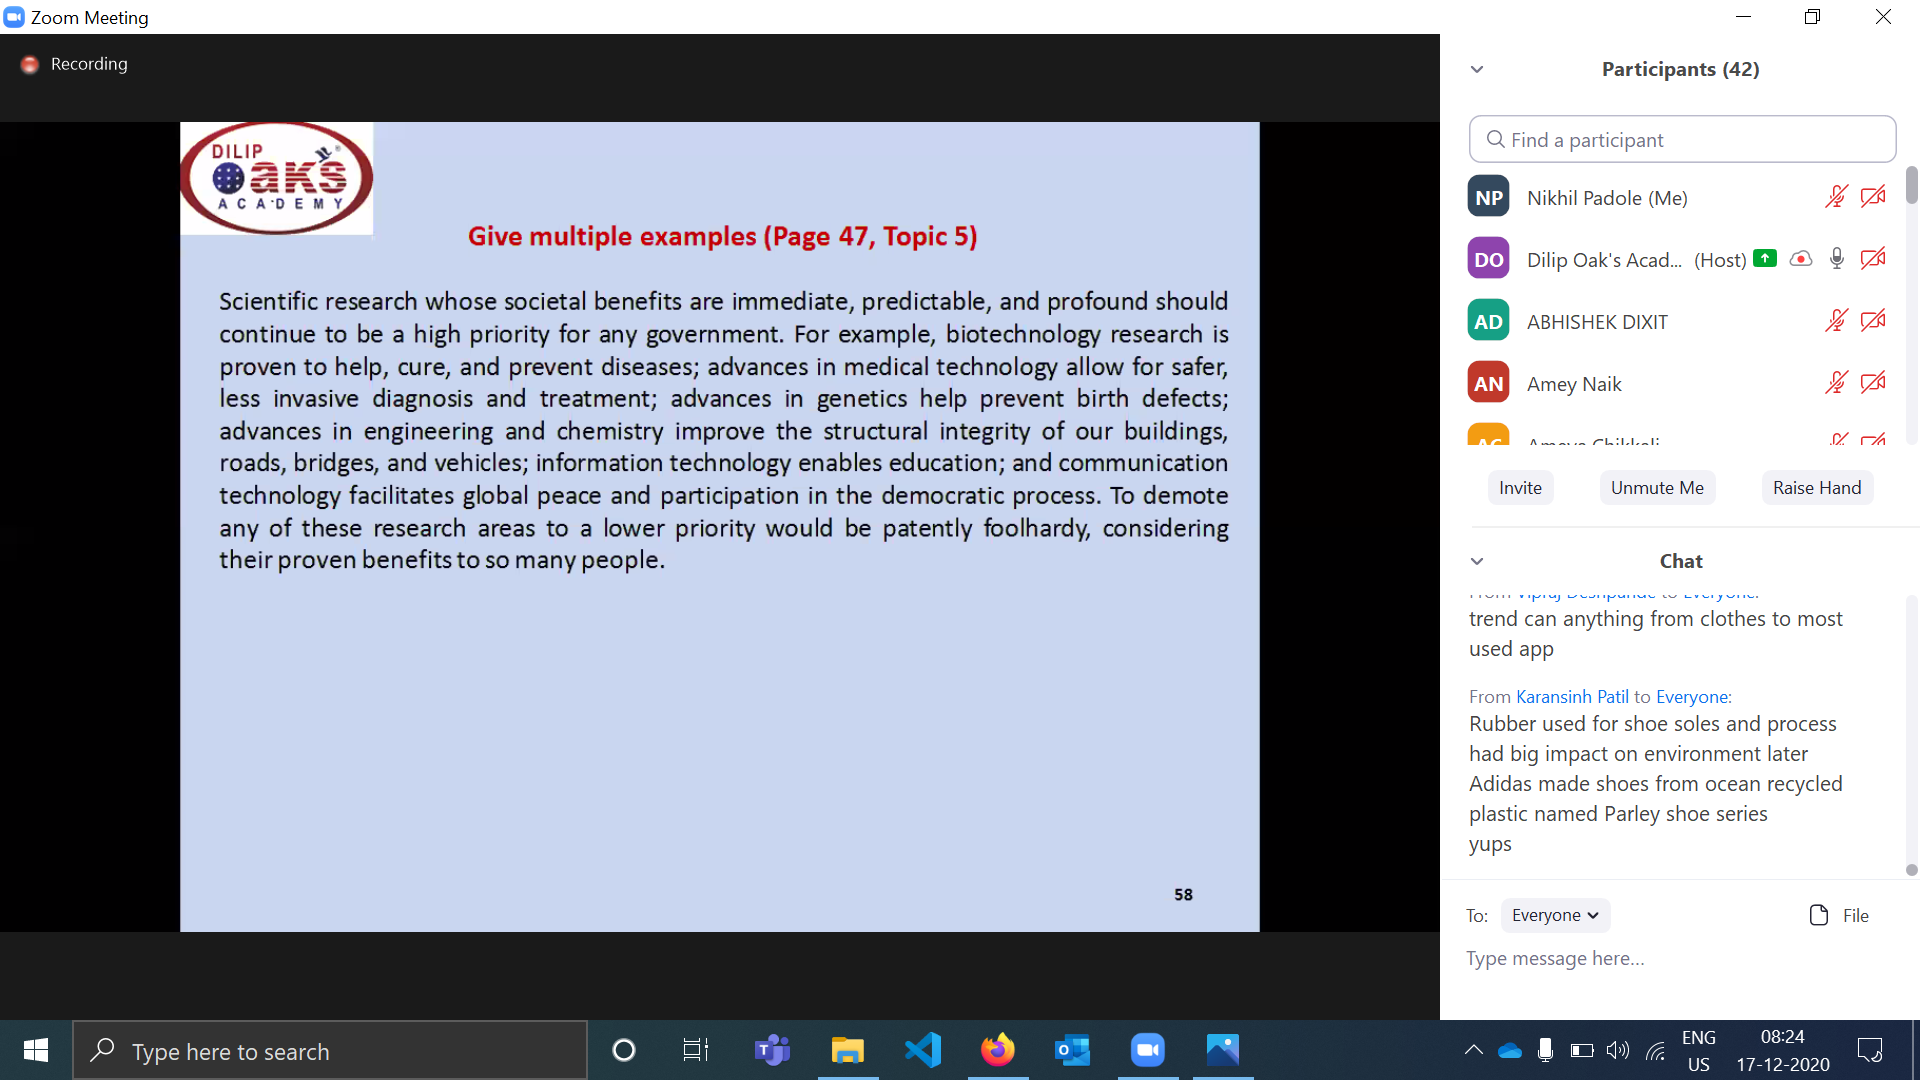 Zoom Meeting
Recording
DILIP
Oaks
ACADEMY
Give multiple examples (Page 47, Topic 5)
Scientific research whose societal benefits are immediate, predictable, and profound should
continue to be a high priority for any government. For example, biotechnology research is
proven to help, cure, and prevent diseases; advances in medical technology allow for safer,
less invasive diagnosis and treatment; advances in genetics help prevent birth defects;
advances in engineering and chemistry improve the structural integrity of our buildings,
roads, bridges, and vehicles; information technology enables education; and communication
technology facilitates global peace and participation in the democratic process. To demote
any of these research areas to a lower priority would be patently foolhardy, considering
their proven benefits to so many people.
58
Participants (42)
Find a participant
NP Nikhil Padole (Me)
DO Dilip Oak's Acad... (Host)
AD ABHISHEK DIXIT
AN Amey Naik
AC Ameya Chikkali
Invite Unmute Me Raise Hand
Chat
From Vipraj Deshpande to Everyone:
trend can anything from clothes to most
used app
From Karansinh Patil to Everyone:
Rubber used for shoe soles and process
had big impact on environment later
Adidas made shoes from ocean recycled
plastic named Parley shoe series
yups
To: Everyone File
Type message here...
Type here to search
ENG
US
08:24
17-12-2020